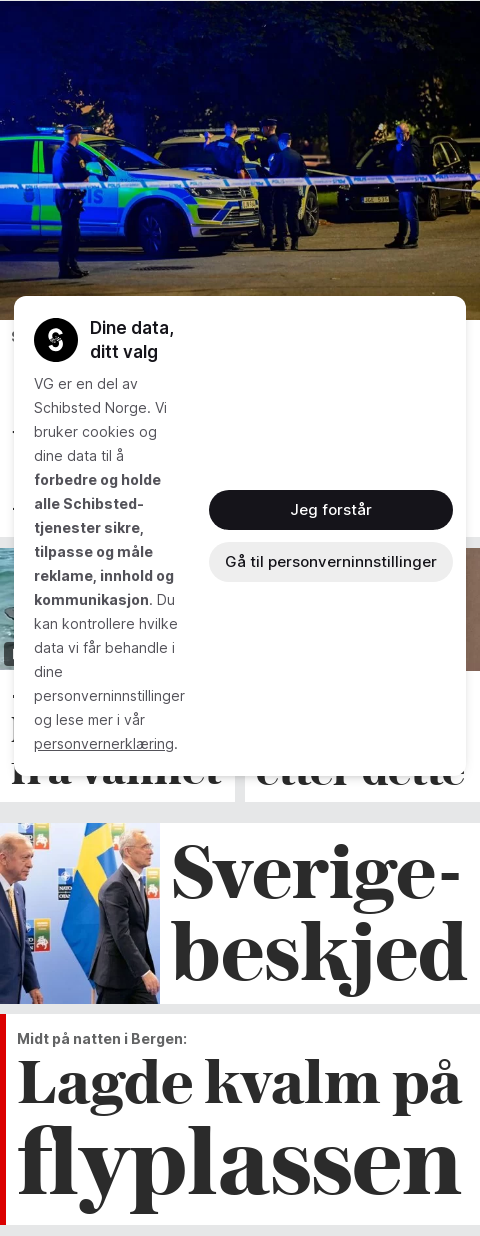 Dine data,
ditt valg
VG er en del av
Schibsted Norge. Vi
bruker cookies og
dine data til å
forbedre og holde
alle Schibsted-
tjenester sikre,
tilpasse og måle
reklame, innhold og
kommunikasjon. Du
kan kontrollere hvilke
data vi får behandle i
dine
personverninnstillinger
og lese mer i vår
personvernerklæring.
Jeg forstår
Gå til personverninnstillinger
fra vannet
etter dette
Sverige-
beskjed
Midt på natten i Bergen:
Lagde kvalm på
flyplassen